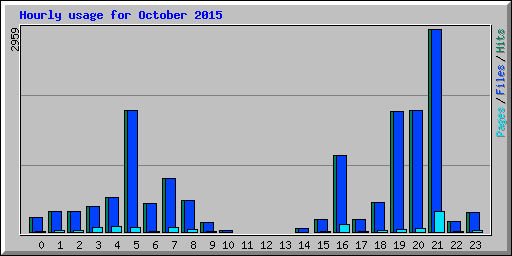 Hourly usage for October 2015
2959
Pages/Files/Hits
0 1 2 3 4 5 6 7 8 9 10 11 12 13 14 15 16 17 18 19 20 21 22 23